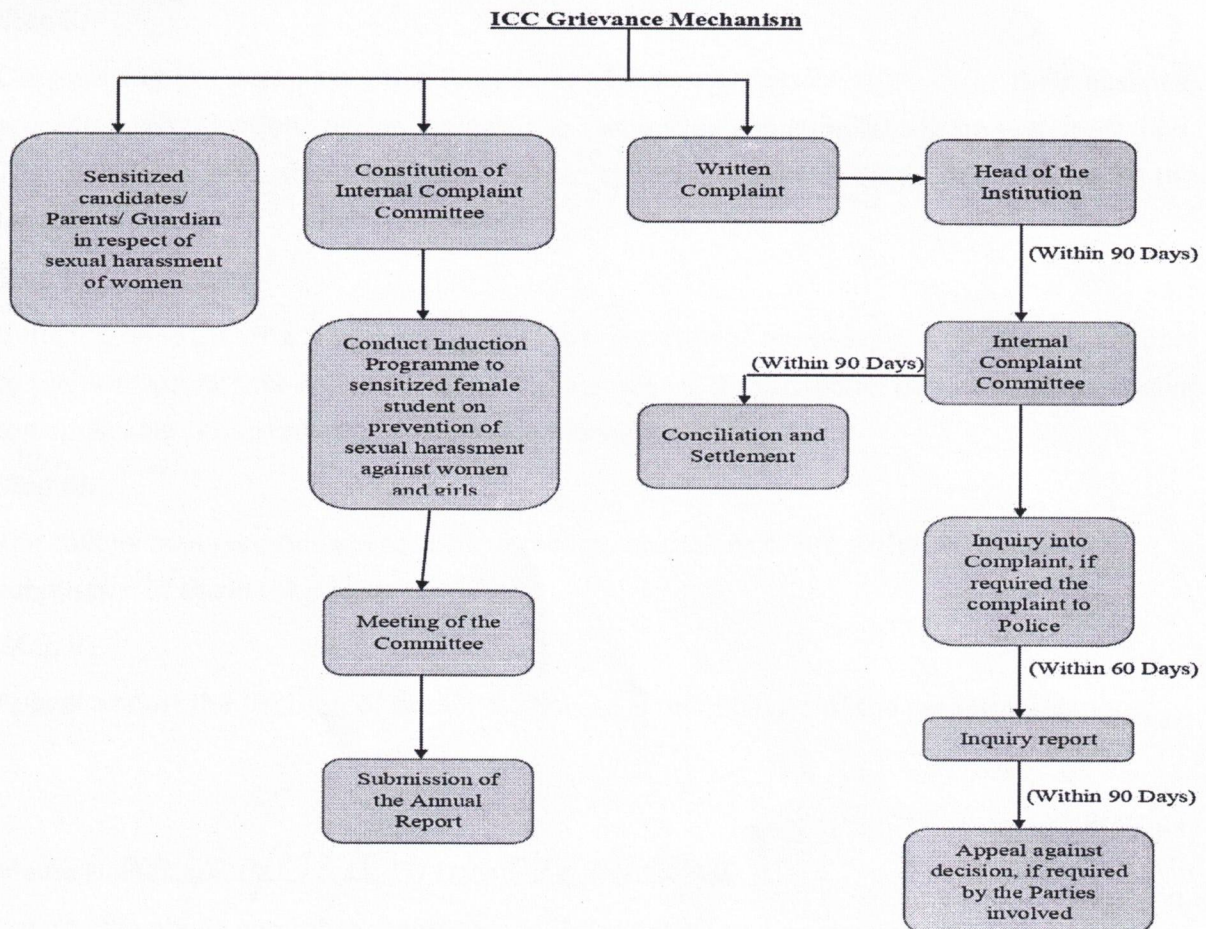 ICC Grievance Mechanism
Sensitized
candidates/
Parents/ Guardian
in respect of
sexual harassment
of women
Constitution of
Internal Complaint
Committee
Written
Complaint
Head of the
Institution
(Within 90 Days)
Conduct Induction
Programme to
sensitized female
student on
prevention of
sexual harassment
against women
and girls
(Within 90 Days)
Internal
Complaint
Committee
Conciliation and
Settlement
Inquiry into
Complaint, if
required the
complaint to
Police
Meeting of the
Committee
(Within 60 Days)
Inquiry report
Submission of
the Annual
Report
(Within 90 Days)
Appeal against
decision, if required
by the Parties
involved